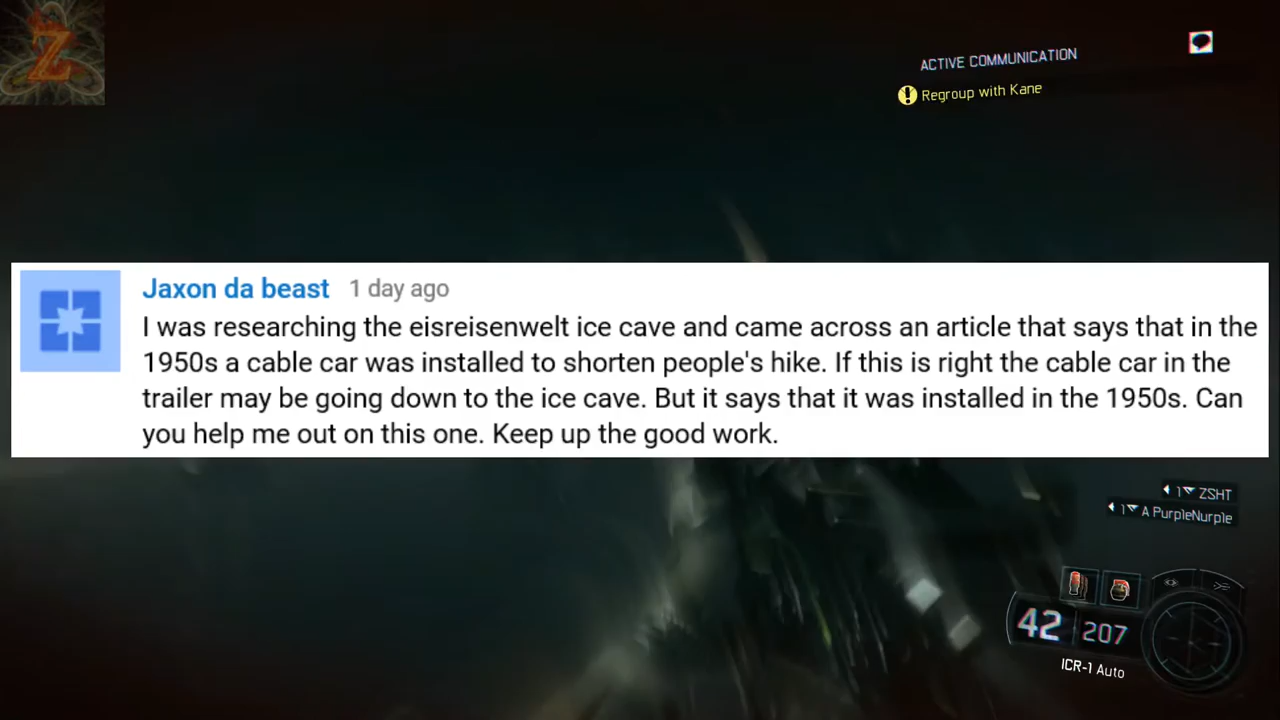 Z
ACTIVE COMMUNICATION
Regroup with Kane
Jaxon da beast 1 day ago
I was researching the eisreisenwelt ice cave and came across an article that says that in the
1950s a cable car was installed to shorten people's hike. If this is right the cable car in the
trailer may be going down to the ice cave. But it says that it was installed in the 1950s. Can
you help me out on this one. Keep up the good work.
1 ZSHT
1 A PurpleNurple
42 207
ICR-1 Auto